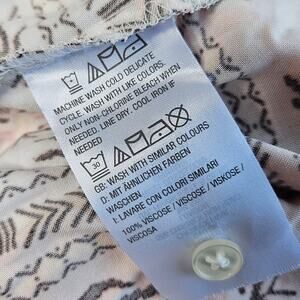 MACHINE WASH COLD DELICATE
CYCLE. WASH WITH LIKE COLORS.
ONLY NON-CHLORINE BLEACH WHEN
NEEDED. LINE DRY. COOL IRON IF
NEEDED
GB: WASH WITH SIMILAR COLOURS
D: MIT ÄHNLICHEN FARBEN
WASCHEN
I: LAVARE CON COLORI SIMILARI
100% VISCOSE / VISCOSE / VISKOSE /
VISCOSA